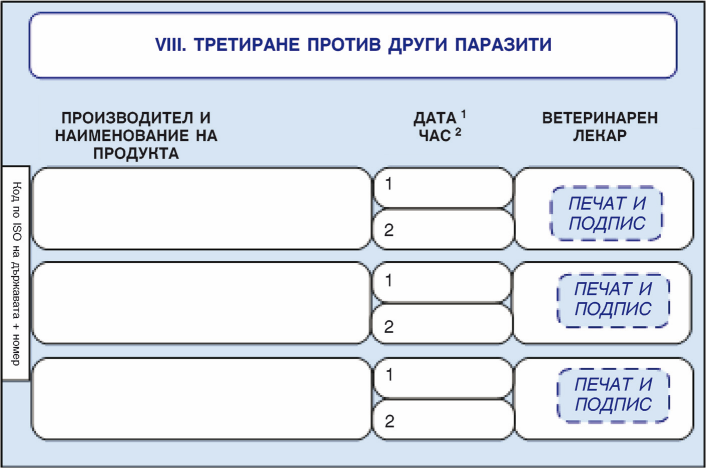 VIII. ТРЕТИРАНЕ ПРОТИВ ДРУГИ ПАРАЗИТИ
ПРОИЗВОДИТЕЛ И
НАИМЕНОВАНИЕ НА
ПРОДУКТА
ДАТА 1
ЧАС 2
ВЕТЕРИНАРЕН
ЛЕКАР
Код по ISO на държавата + номер
1
2
ПЕЧАТ И
ПОДПИС
1
2
ПЕЧАТ И
ПОДПИС
1
2
ПЕЧАТ И
ПОДПИС